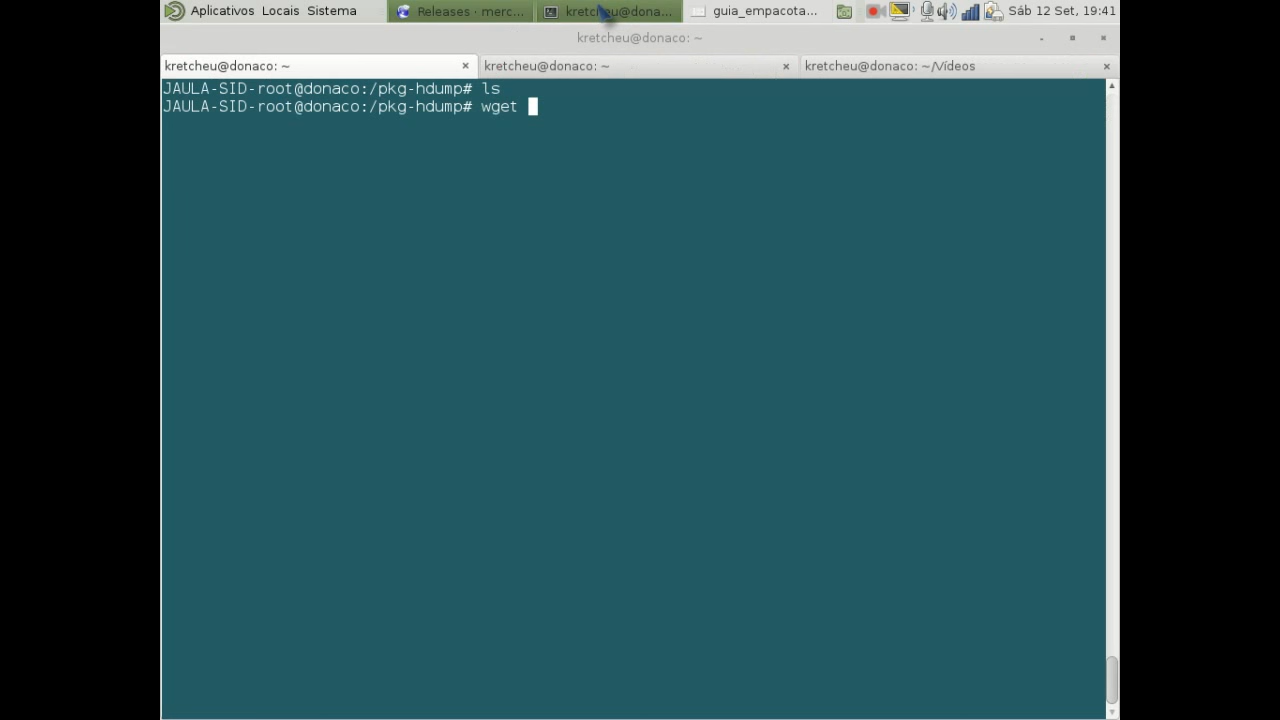 Aplicativos Locais Sistema Releases · merc... kretcheu@dona... guia_empacota... Sáb 12 Set, 19:41
kretcheu@donaco: ~
kretcheu@donaco: ~ kretcheu@donaco: ~ kretcheu@donaco: ~/Vídeos
JAULA-SID-root@donaco:/pkg-hdump# ls
JAULA-SID-root@donaco:/pkg-hdump# wget